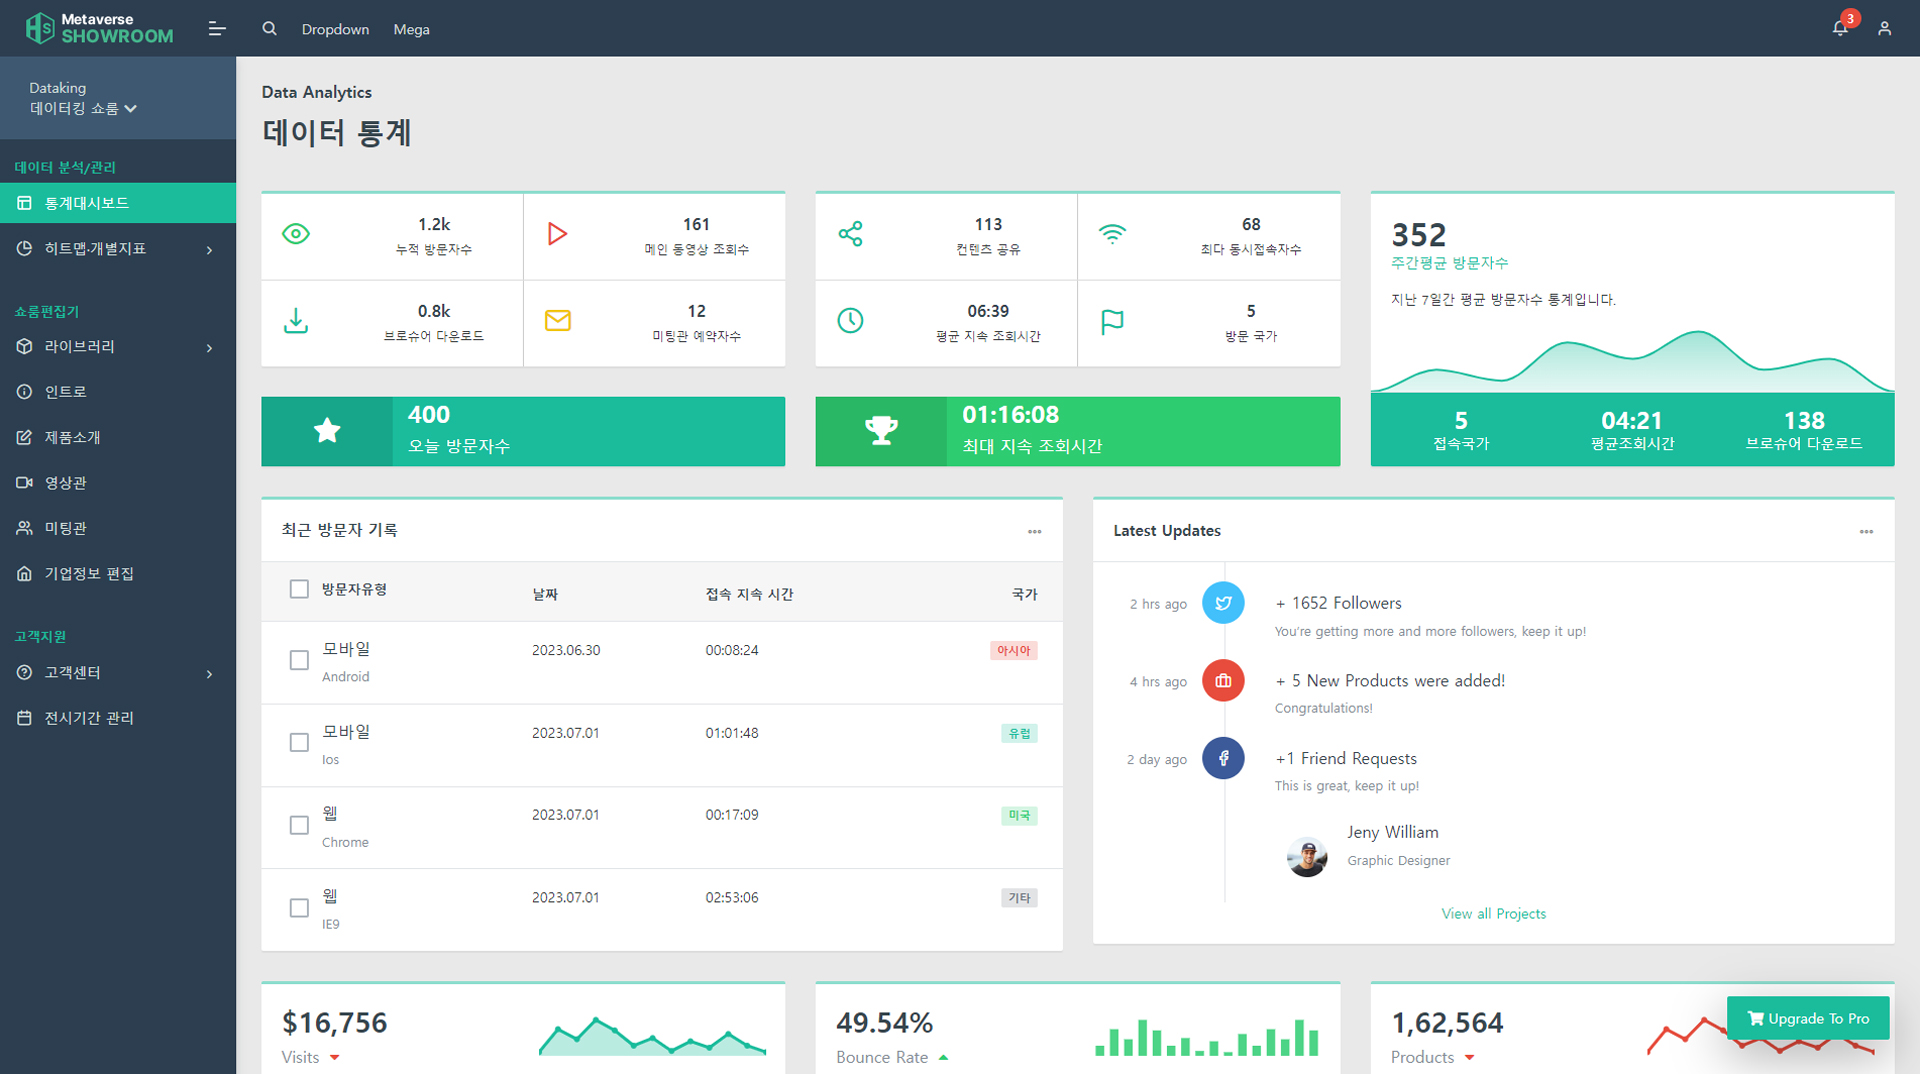 Metaverse
SHOWROOM
Dropdown
Mega
3
Dataking
데이터킹 쇼룸
데이터 분석/관리
통계대시보드
히트맵·개별지표
쇼룸편집기
라이브러리
인트로
제품소개
영상관
미팅관
기업정보 편집
고객지원
고객센터
전시기간 관리
Data Analytics
데이터 통계
1.2k
누적 방문자수
161
메인 동영상 조회수
0.8k
브로슈어 다운로드
12
미팅관 예약자수
113
컨텐츠 공유
68
최다 동시접속자수
06:39
평균 지속 조회시간
5
방문 국가
352
주간평균 방문자수
지난 7일간 평균 방문자수 통계입니다.
5
접속국가
04:21
평균조회시간
138
브로슈어 다운로드
400
오늘 방문자수
01:16:08
최대 지속 조회시간
최근 방문자 기록
방문자유형 날짜 접속 지속 시간 국가
모바일 2023.06.30 00:08:24 아시아
Android
모바일 2023.07.01 01:01:48 유럽
Ios
웹 2023.07.01 00:17:09 미국
Chrome
웹 2023.07.01 02:53:06 기타
IE9
Latest Updates
2 hrs ago + 1652 Followers
You're getting more and more followers, keep it up!
4 hrs ago + 5 New Products were added!
Congratulations!
2 day ago +1 Friend Requests
This is great, keep it up!
Jeny William
Graphic Designer
View all Projects
$16,756
Visits
49.54%
Bounce Rate
1,62,564
Products
Upgrade To Pro